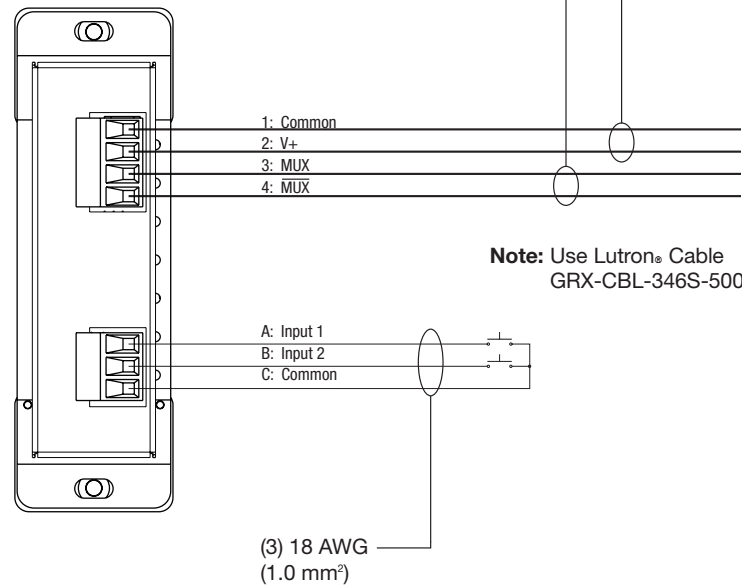 1: Common
2: V+
3: MUX
4: M̅U̅X̅
Note: Use Lutron® Cable
GRX-CBL-346S-500
A: Input 1
B: Input 2
C: Common
(3) 18 AWG
(1.0 mm²)